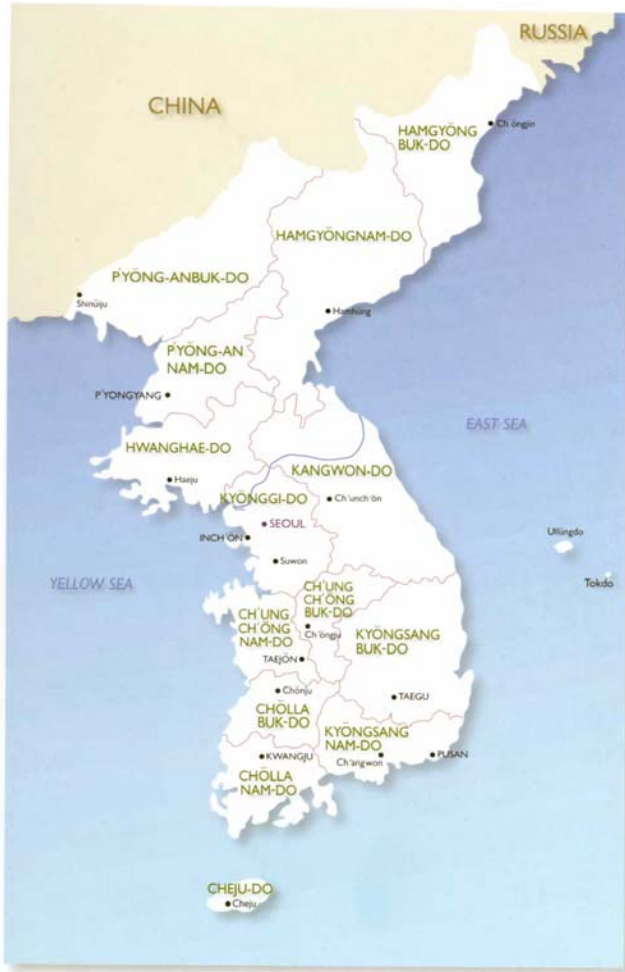 RUSSIA
CHINA
HAMGYŎNG
BUK-DO
Ch ŏngjin
HAMGYŎNGNAM-DO
P'YŎNG-ANBUK-DO
Shinŭiju
Hamhŭng
P'YŎNG-AN
NAM-DO
P'YONGYANG
EAST SEA
HWANGHAE-DO
KANGWON-DO
Haeju
KYŎNGGI-DO
Ch'unch'ŏn
SEOUL
INCH ŎN
Ullŭngdo
Suwon
YELLOW SEA
Tokdo
CH'UNG
CH'ŎNG
BUK-DO
CH'UNG
CH'ŎNG
NAM-DO
Ch'ŏngju
KYŎNGSANG
BUK-DO
TAEJŎN
Chŏnju
TAEGU
CHŎLLA
BUK-DO
KYŎNGSANG
NAM-DO
KWANGJU
Ch'angwon
PUSAN
CHŎLLA
NAM-DO
CHEJU-DO
Cheju